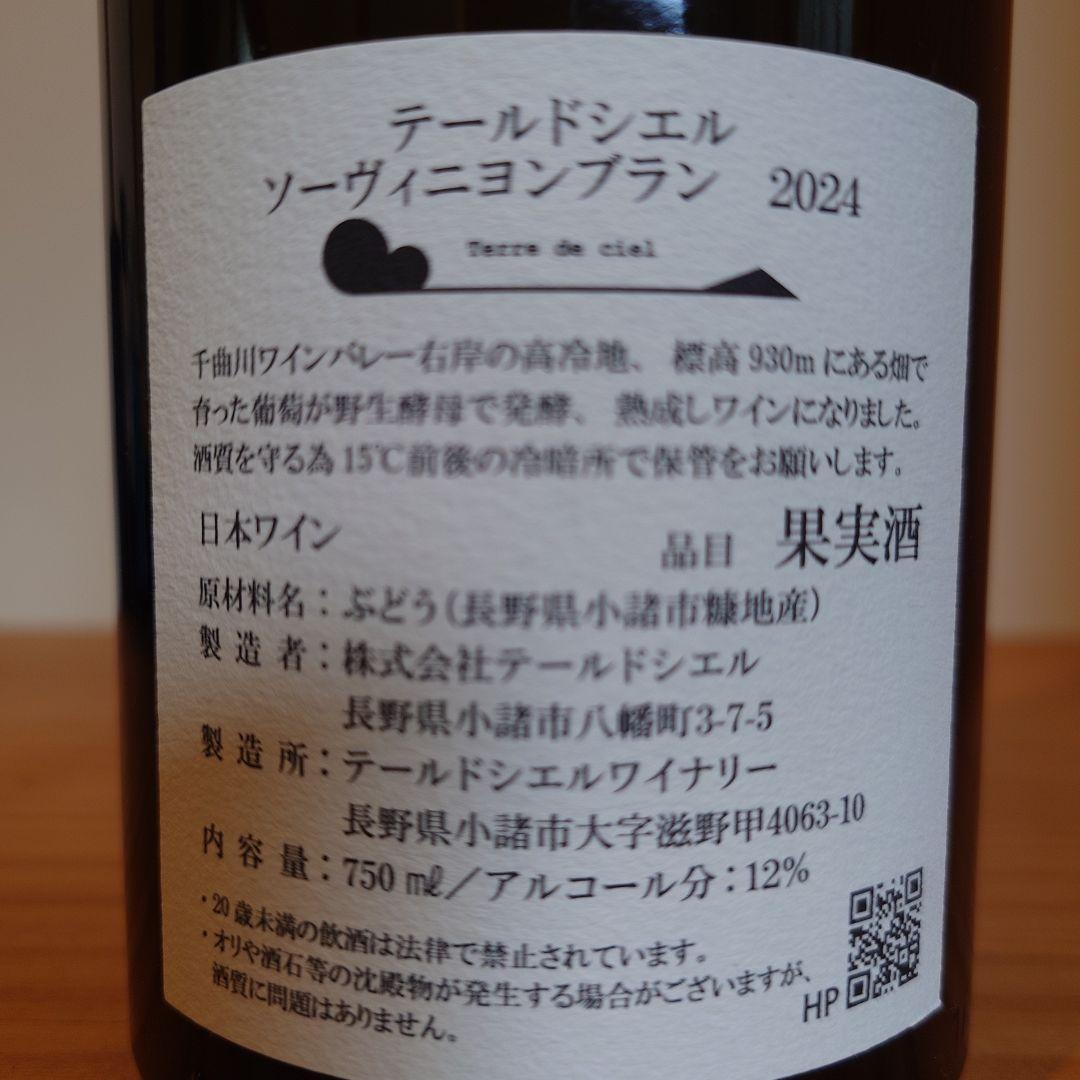 テールドシエル
ソーヴィニヨンブラン 2024
Terre de ciel
千曲川ワインバレー右岸の高冷地、標高930mにある畑で
育った葡萄が野生酵母で発酵、熟成しワインになりました。
酒質を守る為15℃前後の冷暗所で保管をお願いします。
日本ワイン 品目 果実酒
原材料名：ぶどう（長野県小諸市糠地産）
製造者：株式会社テールドシエル
長野県小諸市八幡町3-7-5
製造所：テールドシエルワイナリー
長野県小諸市大字滋野甲4063-10
内容量：750㎖／アルコール分：12%
・20歳未満の飲酒は法律で禁止されています。
・オリや酒石等の沈殿物が発生する場合がございますが、
酒質に問題はありません。
HP